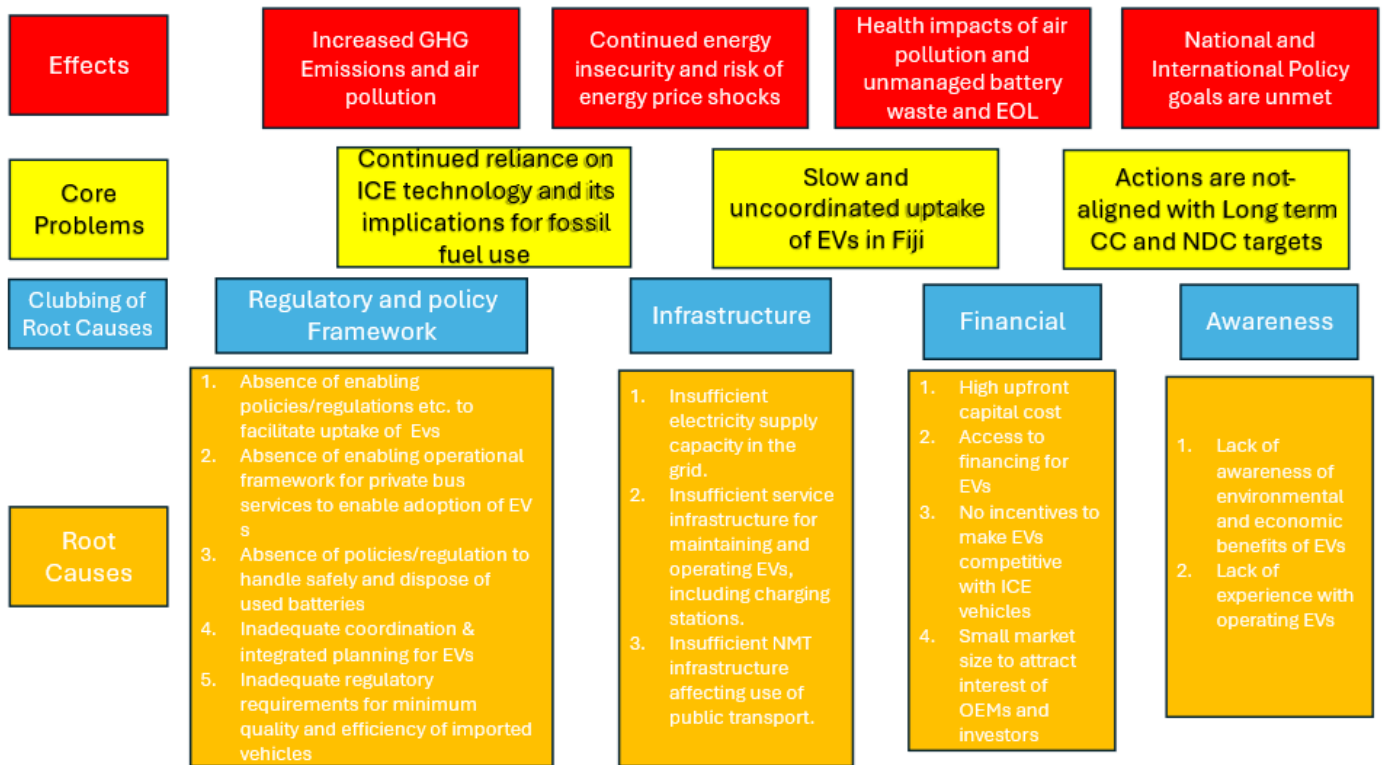 Effects
Increased GHG
Emissions and air
pollution
Continued energy
insecurity and risk of
energy price shocks
Health impacts of air
pollution and
unmanaged battery
waste and EOL
National and
International Policy
goals are unmet
Core
Problems
Continued reliance on
ICE technology and its
implications for fossil
fuel use
Slow and
uncoordinated uptake
of EVs in Fiji
Actions are not-
aligned with Long term
CC and NDC targets
Clubbing of
Root Causes
Regulatory and policy
Framework
Infrastructure
Financial
Awareness
Root
Causes
1. Absence of enabling
policies/regulations etc. to
facilitate uptake of Evs
2. Absence of enabling operational
framework for private bus
services to enable adoption of EV
s
3. Absence of policies/regulation to
handle safely and dispose of
used batteries
4. Inadequate coordination &
integrated planning for EVs
5. Inadequate regulatory
requirements for minimum
quality and efficiency of imported
vehicles
1. Insufficient
electricity supply
capacity in the
grid.
2. Insufficient service
infrastructure for
maintaining and
operating EVs,
including charging
stations.
3. Insufficient NMT
infrastructure
affecting use of
public transport.
1. High upfront
capital cost
2. Access to
financing for
EVs
3. No incentives to
make EVs
competitive
with ICE
vehicles
4. Small market
size to attract
interest of
OEMs and
investors
1. Lack of
awareness of
environmental
and economic
benefits of EVs
2. Lack of
experience with
operating EVs